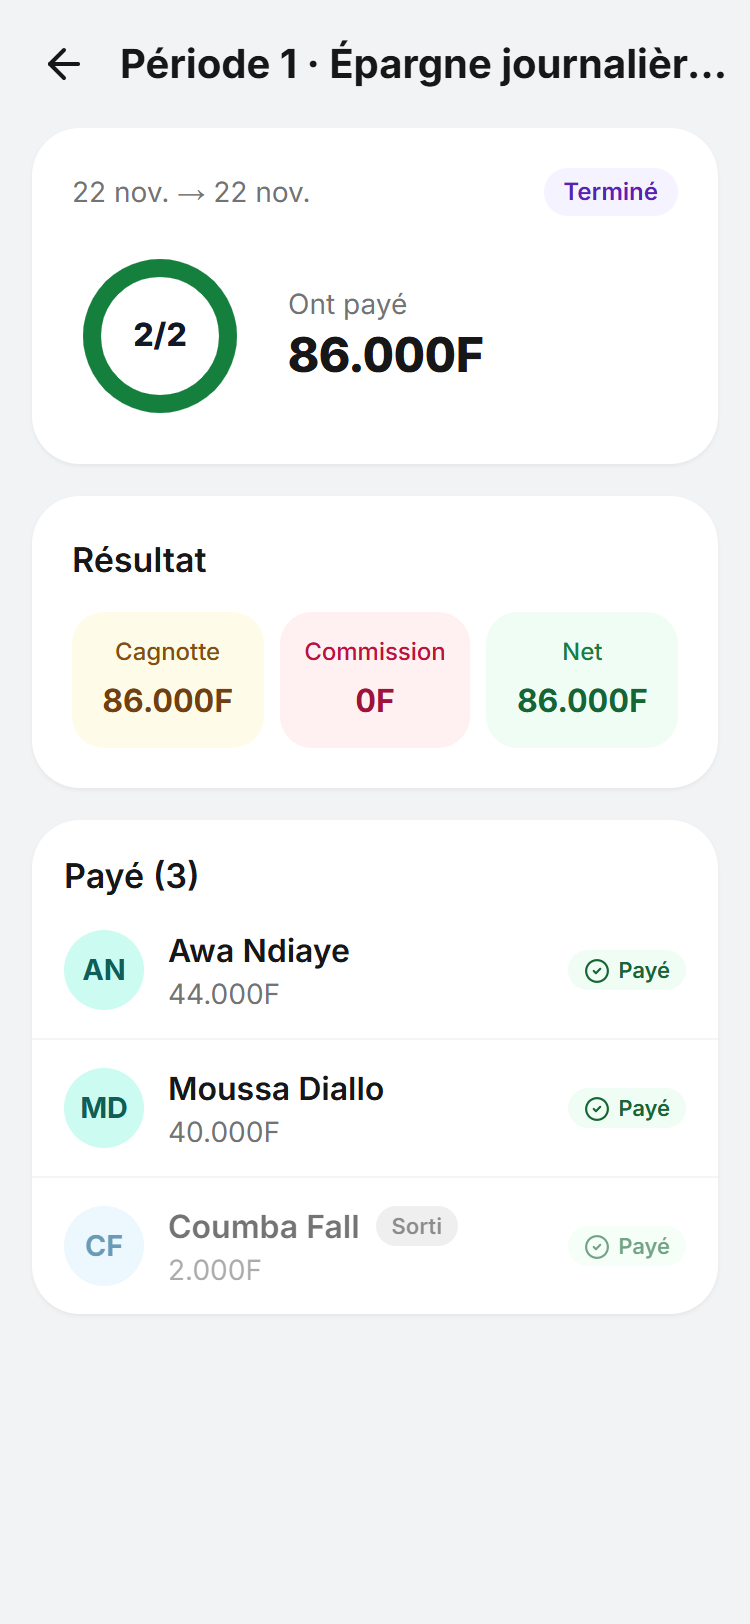 Période 1 · Épargne journalièr...
22 nov. → 22 nov.
Terminé
2/2
Ont payé
86.000F
Résultat
Cagnotte
86.000F
Commission
0F
Net
86.000F
Payé (3)
AN
Awa Ndiaye
44.000F
Payé
MD
Moussa Diallo
40.000F
Payé
CF
Coumba Fall
Sorti
2.000F
Payé